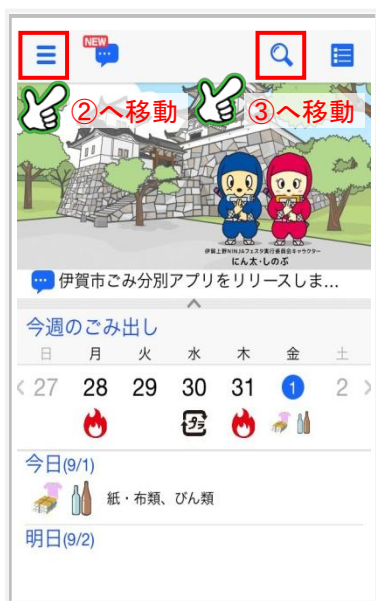 NEW
②へ移動
③へ移動
伊賀上野NINJAフェスタ実行委員会キャラクター
にん太・しのぶ
伊賀市ごみ分別アプリをリリースしま...
今週のごみ出し
日 月 火 水 木 金 土
27 28 29 30 31 1 2
プラ
今日(9/1)
紙・布類、びん類
明日(9/2)